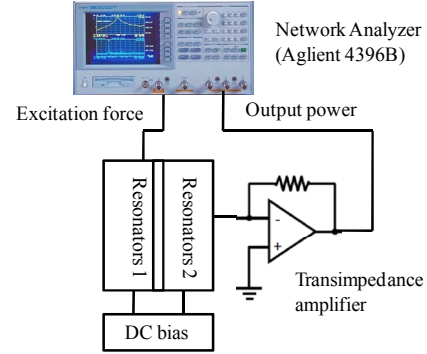 Network Analyzer
(Aglient 4396B)
Excitation force
Output power
Resonators 1
Resonators 2
-
+
Transimpedance
amplifier
DC bias